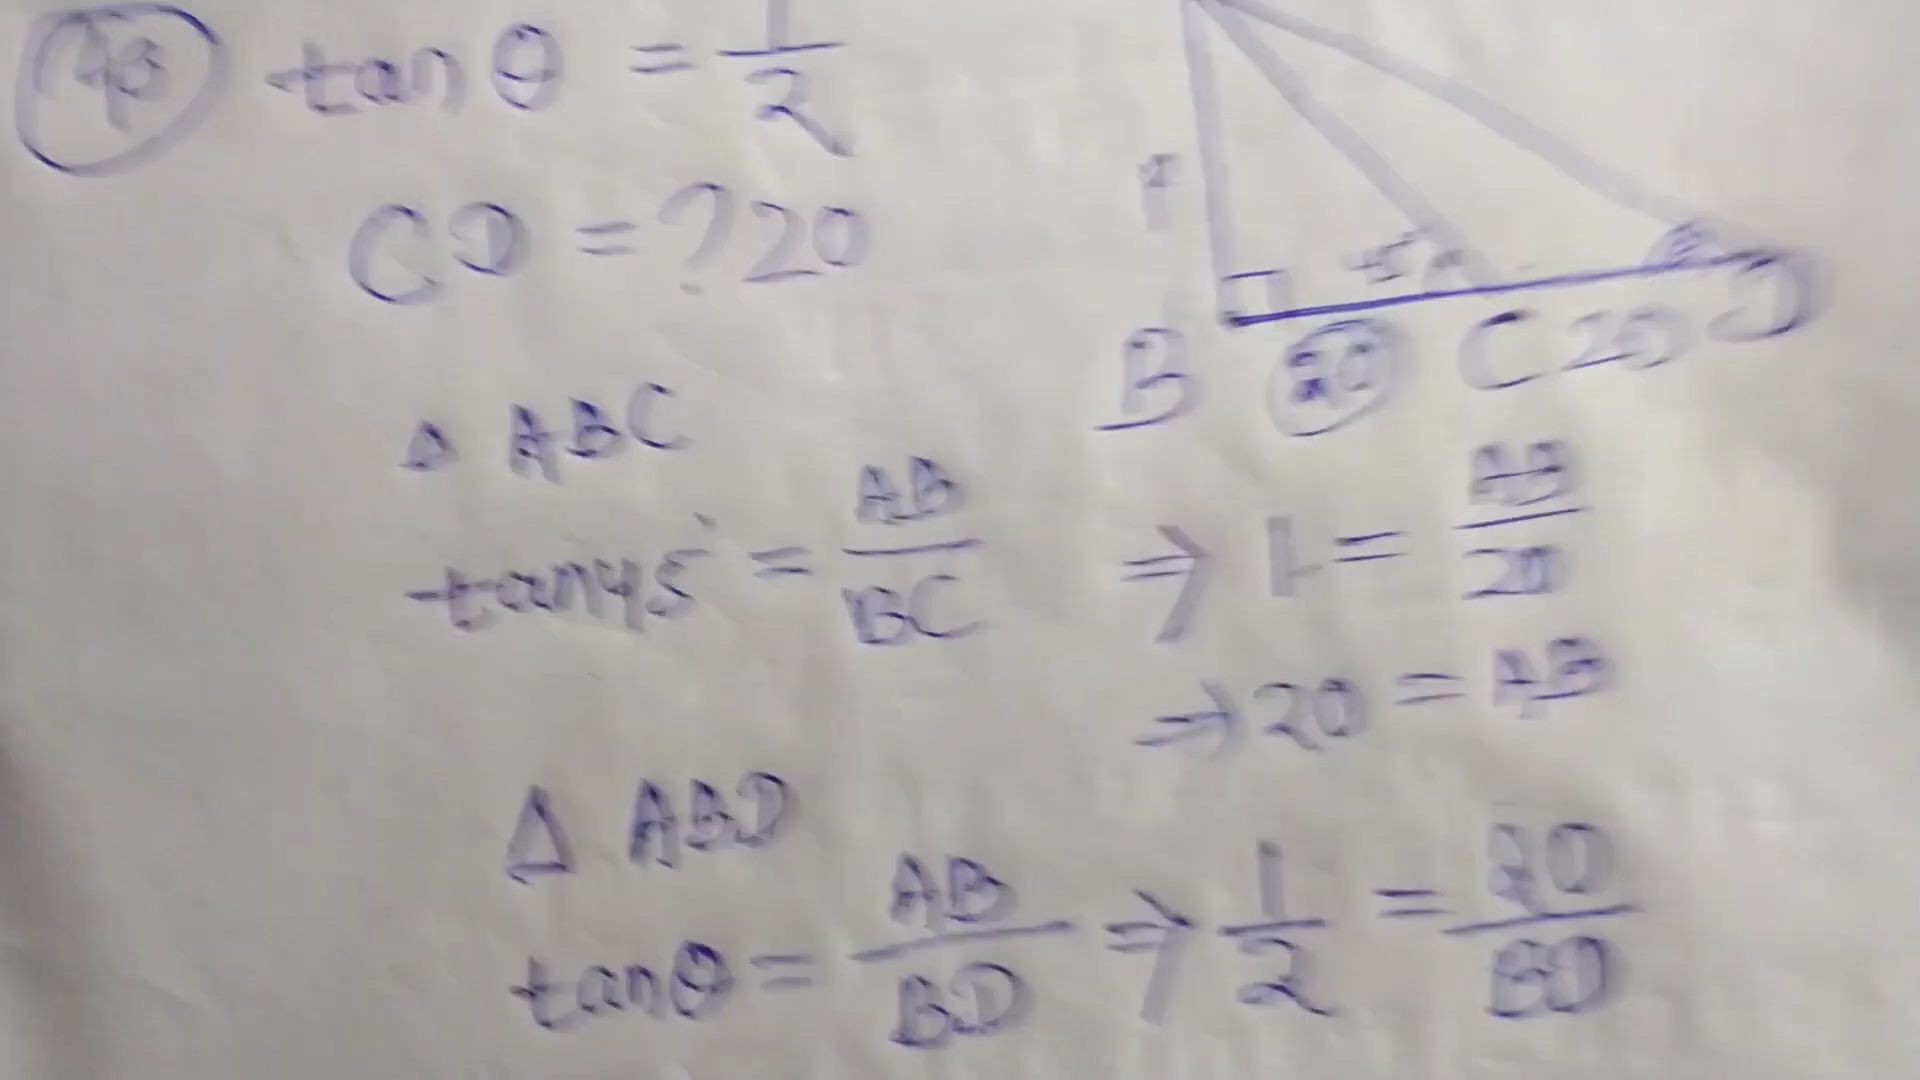 tan θ = 1/2
CD = ? 20
B 20 C 20 D
Δ ABC
tan45° = AB/BC ⇒ 1 = AB/20
⇒ 20 = AB
Δ ABD
tanθ = AB/BD ⇒ 1/2 = 20/BD